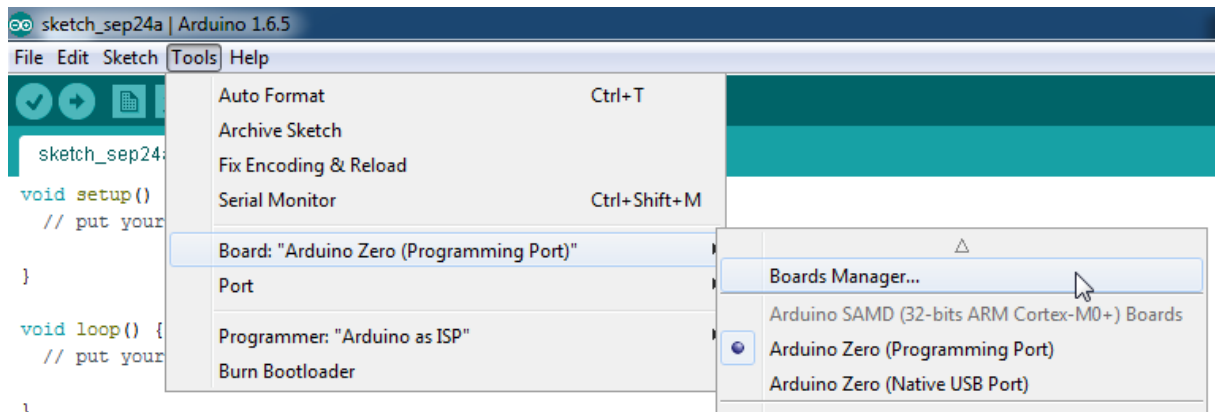 sketch_sep24a | Arduino 1.6.5
File Edit Sketch Tools Help
sketch_sep24a
void setup()
// put your
}
void loop() {
// put your
}
Auto Format Ctrl+T
Archive Sketch
Fix Encoding & Reload
Serial Monitor Ctrl+Shift+M
Board: "Arduino Zero (Programming Port)"
Port
Programmer: "Arduino as ISP"
Burn Bootloader
Boards Manager...
Arduino SAMD (32-bits ARM Cortex-M0+) Boards
Arduino Zero (Programming Port)
Arduino Zero (Native USB Port)